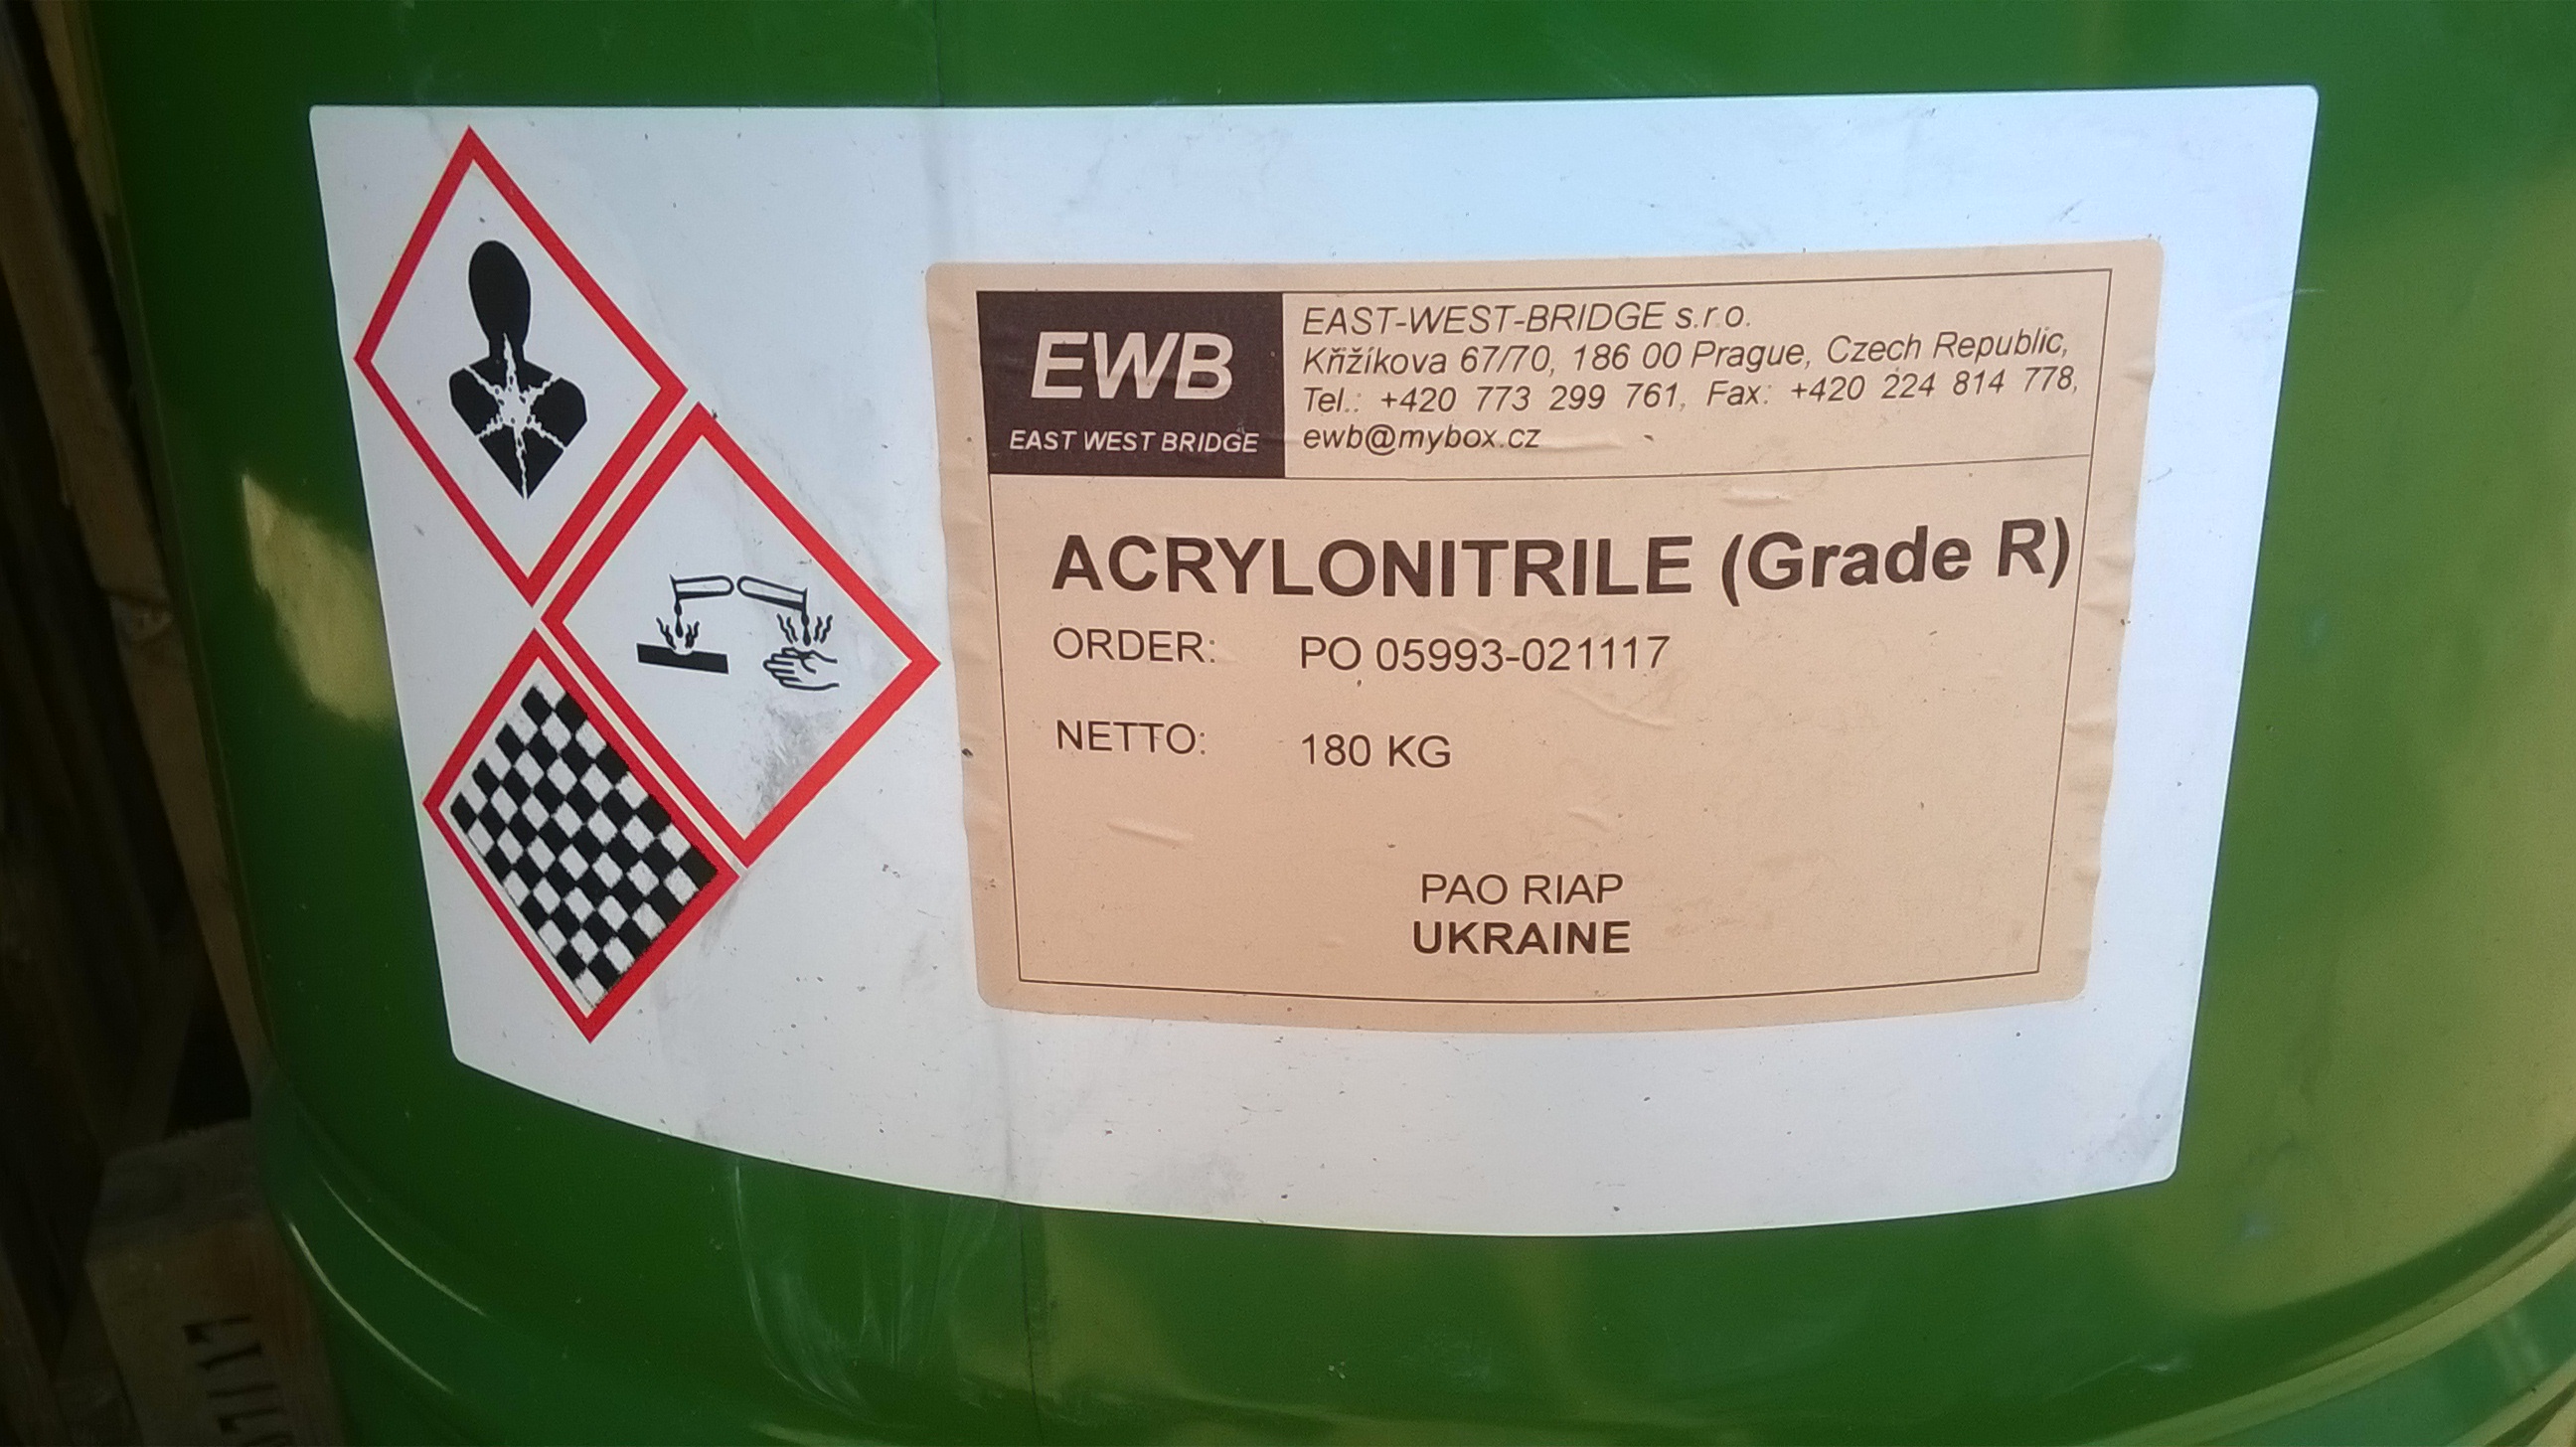 EWB
EAST WEST BRIDGE
EAST-WEST-BRIDGE s.r.o.
Křižíkova 67/70, 186 00 Prague, Czech Republic,
Tel.: +420 773 299 761, Fax: +420 224 814 778,
ewb@mybox.cz
ACRYLONITRILE (Grade R)
ORDER: PO 05993-021117
NETTO: 180 KG
PAO RIAP
UKRAINE